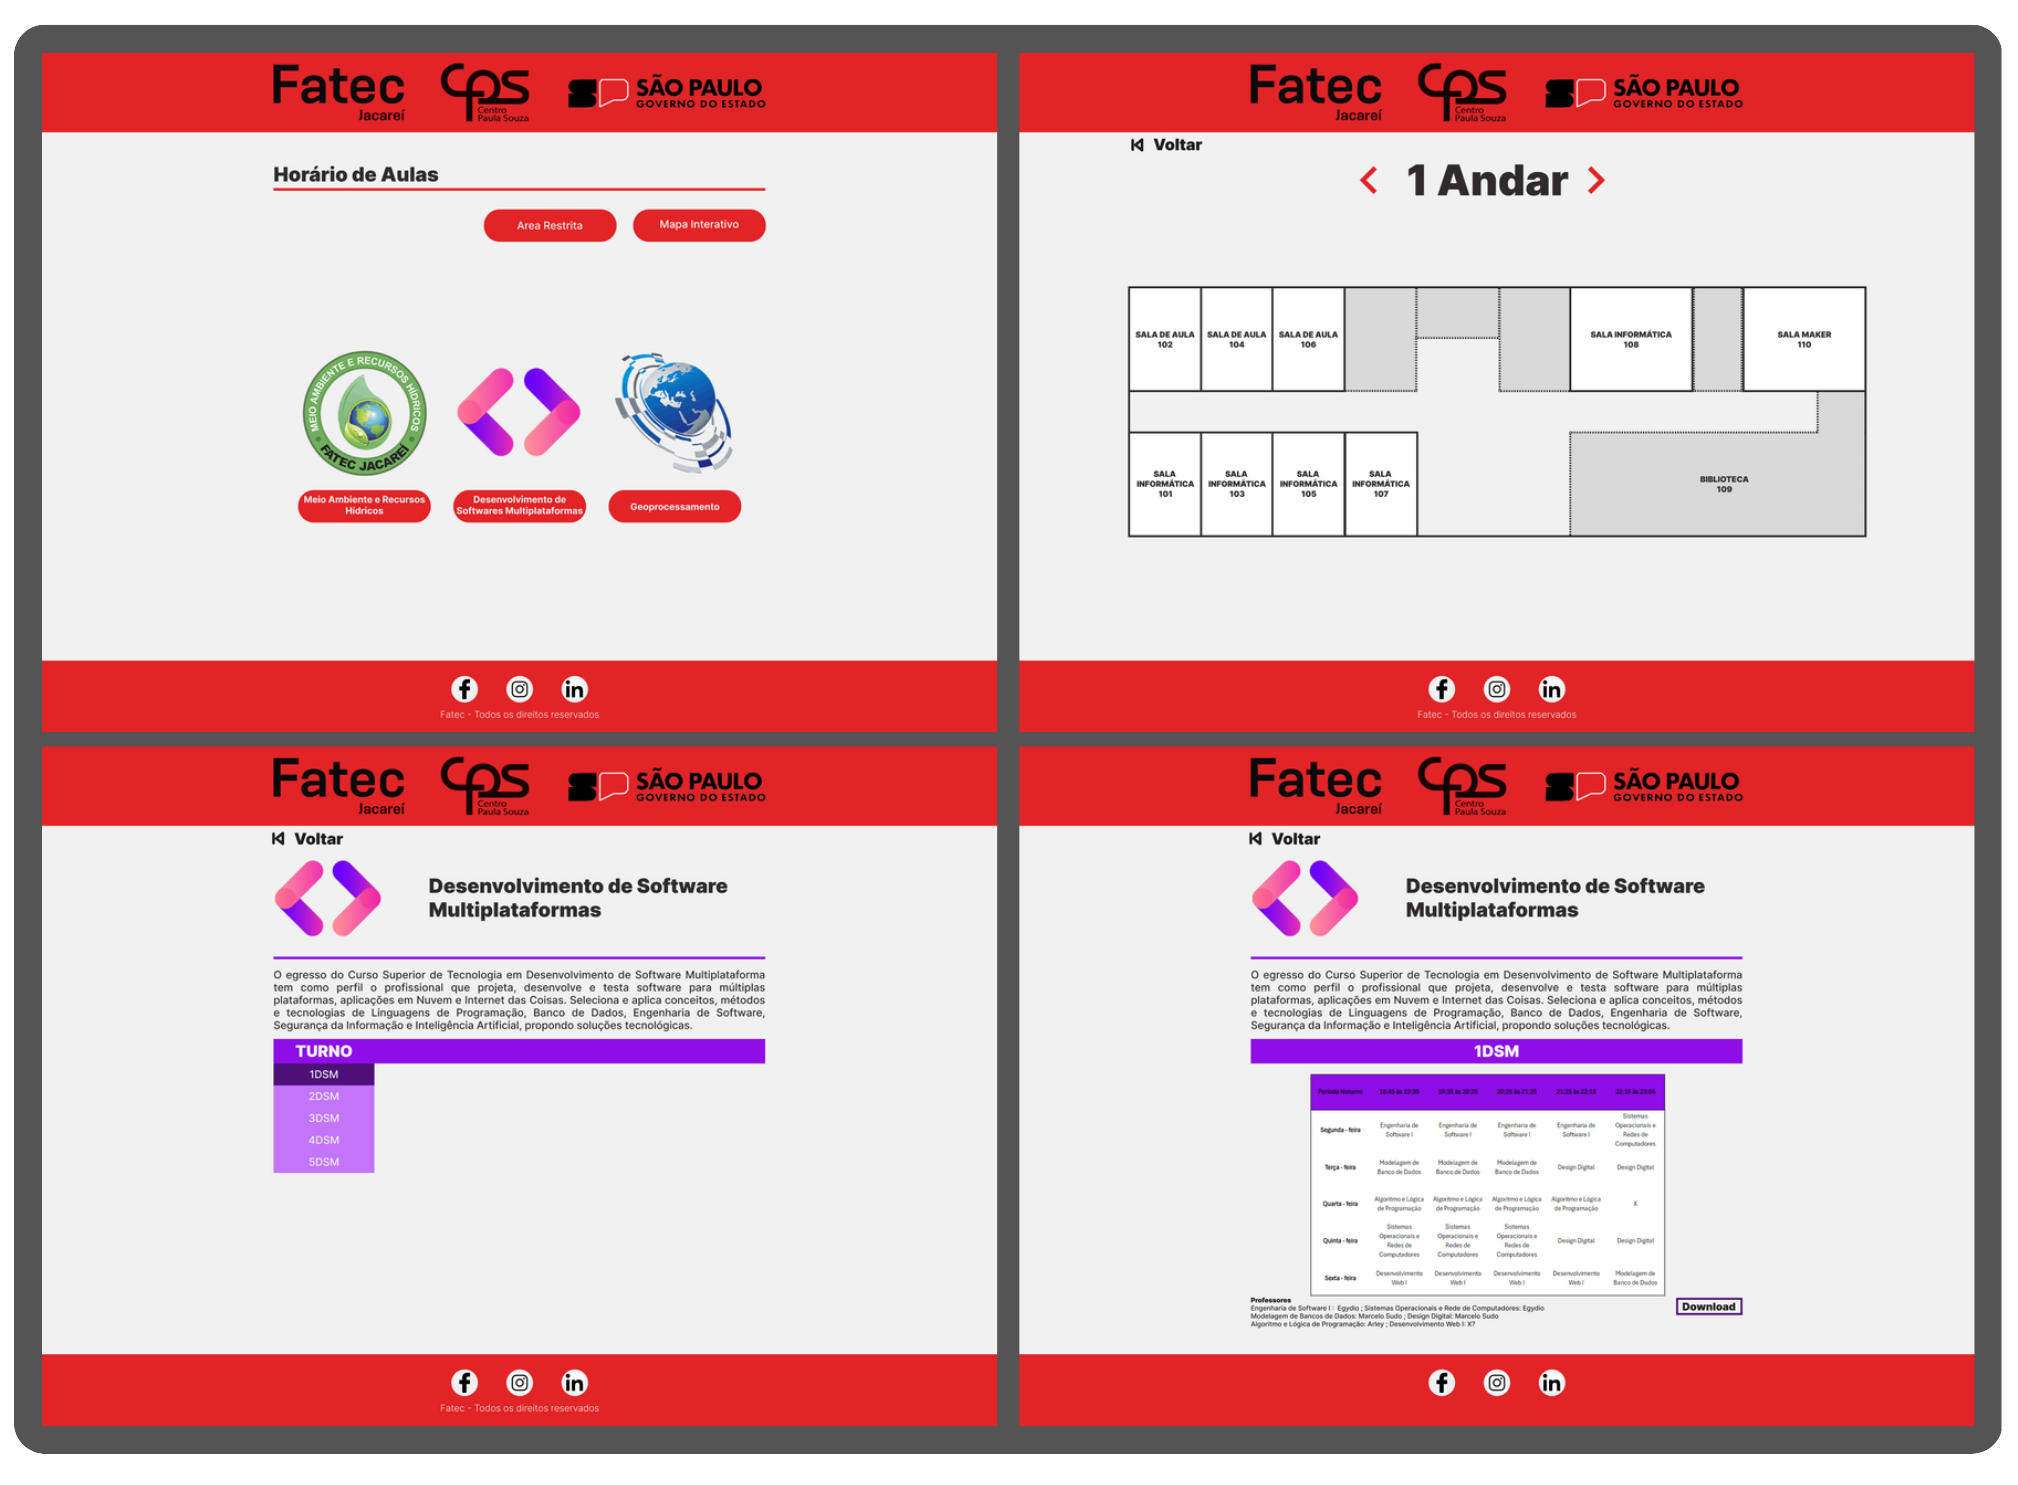 Fatec
Jacareí
CPS
Centro
Paula Souza
SÃO PAULO
GOVERNO DO ESTADO
Horário de Aulas
Area Restrita
Mapa Interativo
MEIO AMBIENTE E RECURSOS HÍDRICOS
FATEC JACAREÍ
Meio Ambiente e Recursos
Hídricos
Desenvolvimento de
Softwares Multiplataformas
Geoprocessamento
Fatec - Todos os direitos reservados
Fatec
Jacareí
CPS
Centro
Paula Souza
SÃO PAULO
GOVERNO DO ESTADO
Voltar
1 Andar
SALA DE AULA
102
SALA DE AULA
104
SALA DE AULA
106
SALA INFORMÁTICA
108
SALA MAKER
110
SALA
INFORMÁTICA
101
SALA
INFORMÁTICA
103
SALA
INFORMÁTICA
105
SALA
INFORMÁTICA
107
BIBLIOTECA
109
Fatec - Todos os direitos reservados
Fatec
Jacareí
CPS
Centro
Paula Souza
SÃO PAULO
GOVERNO DO ESTADO
Voltar
Desenvolvimento de Software
Multiplataformas
O egresso do Curso Superior de Tecnologia em Desenvolvimento de Software Multiplataforma
tem como perfil o profissional que projeta, desenvolve e testa software para múltiplas
plataformas, aplicações em Nuvem e Internet das Coisas. Seleciona e aplica conceitos, métodos
e tecnologias de Linguagens de Programação, Banco de Dados, Engenharia de Software,
Segurança da Informação e Inteligência Artificial, propondo soluções tecnológicas.
TURNO
1DSM
2DSM
3DSM
4DSM
5DSM
Fatec - Todos os direitos reservados
Fatec
Jacareí
CPS
Centro
Paula Souza
SÃO PAULO
GOVERNO DO ESTADO
Voltar
Desenvolvimento de Software
Multiplataformas
O egresso do Curso Superior de Tecnologia em Desenvolvimento de Software Multiplataforma
tem como perfil o profissional que projeta, desenvolve e testa software para múltiplas
plataformas, aplicações em Nuvem e Internet das Coisas. Seleciona e aplica conceitos, métodos
e tecnologias de Linguagens de Programação, Banco de Dados, Engenharia de Software,
Segurança da Informação e Inteligência Artificial, propondo soluções tecnológicas.
1DSM
Período Noturno 18:45 às 19:35 19:35 às 20:25 20:25 às 21:25 21:25 às 22:15 22:15 às 23:05
Segunda - feira
Engenharia de
Software I
Engenharia de
Software I
Engenharia de
Software I
Engenharia de
Software I
Sistemas
Operacionais e
Redes de
Computadores
Terça - feira
Modelagem de
Banco de Dados
Modelagem de
Banco de Dados
Modelagem de
Banco de Dados
Design Digital
Design Digital
Quarta - feira
Algoritmo e Lógica
de Programação
Algoritmo e Lógica
de Programação
Algoritmo e Lógica
de Programação
Algoritmo e Lógica
de Programação
X
Quinta - feira
Sistemas
Operacionais e
Redes de
Computadores
Sistemas
Operacionais e
Redes de
Computadores
Sistemas
Operacionais e
Redes de
Computadores
Design Digital
Design Digital
Sexta - feira
Desenvolvimento
Web I
Desenvolvimento
Web I
Desenvolvimento
Web I
Desenvolvimento
Web I
Modelagem de
Banco de Dados
Professores
Engenharia de Software I : Egydio ; Sistemas Operacionais e Rede de Computadores: Egydio
Modelagem de Bancos de Dados: Marcelo Sudo ; Design Digital: Marcelo Sudo
Algoritmo e Lógica de Programação: Arley ; Desenvolvimento Web I: X?
Download